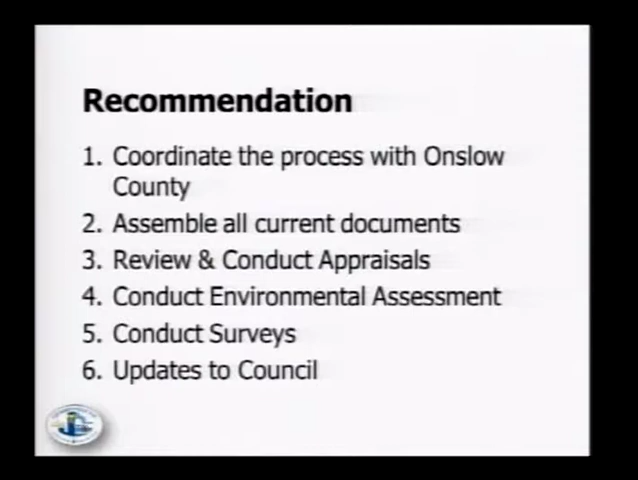 Recommendation
1. Coordinate the process with Onslow
County
2. Assemble all current documents
3. Review & Conduct Appraisals
4. Conduct Environmental Assessment
5. Conduct Surveys
6. Updates to Council